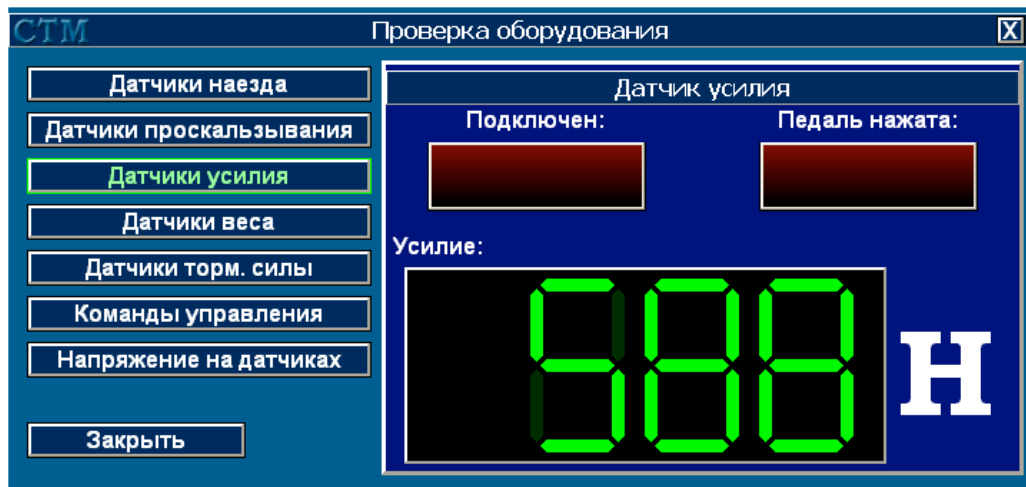 СТМ
Проверка оборудования
X
Датчики наезда
Датчики проскальзывания
Датчики усилия
Датчики веса
Датчики торм. силы
Команды управления
Напряжение на датчиках
Закрыть
Датчик усилия
Подключен:
Педаль нажата:
Усилие:
588
Н